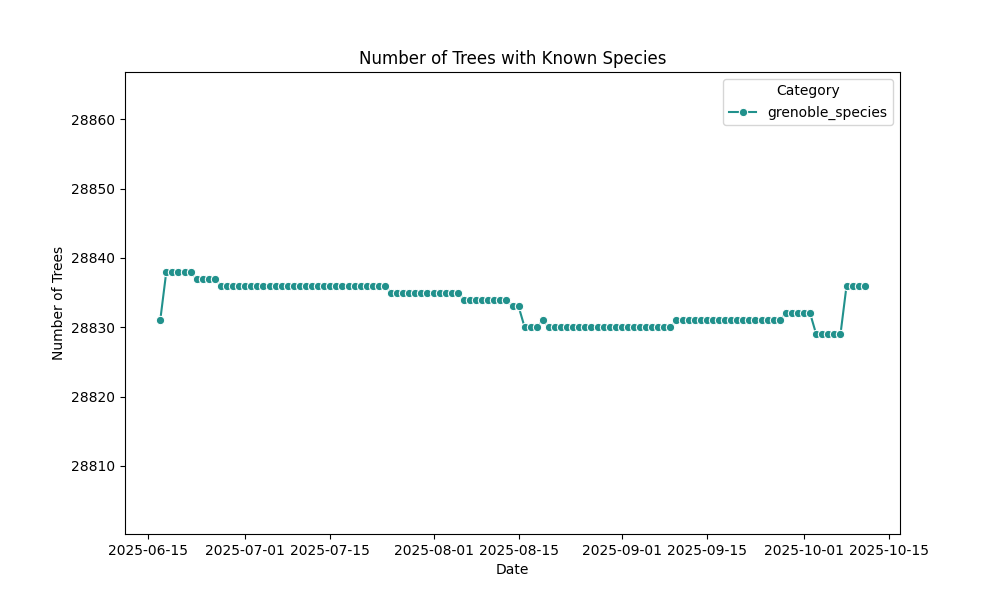 Number of Trees with Known Species
Category
grenoble_species
Number of Trees
28860
28850
28840
28830
28820
28810
2025-06-15 2025-07-01 2025-07-15 2025-08-01 2025-08-15 2025-09-01 2025-09-15 2025-10-01 2025-10-15
Date